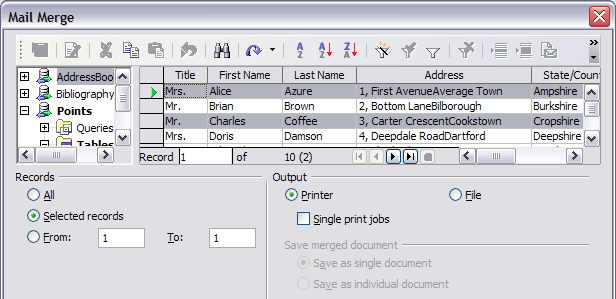 Mail Merge
AddressBoo
Bibliography
Points
Queries
Tables
Title First Name Last Name Address State/Count
Mrs. Alice Azure 1, First AvenueAverage Town Ampshire
Mr. Brian Brown 2, Bottom LaneBilborough Burkshire
Mr. Charles Coffee 3, Carter CrescentCookstown Cropshire
Mrs. Doris Damson 4, Deepdale RoadDartford Deepshire
Record 1 of 10 (2)
Records
All
Selected records
From: 1 To: 1
Output
Printer File
Single print jobs
Save merged document
Save as single document
Save as individual document